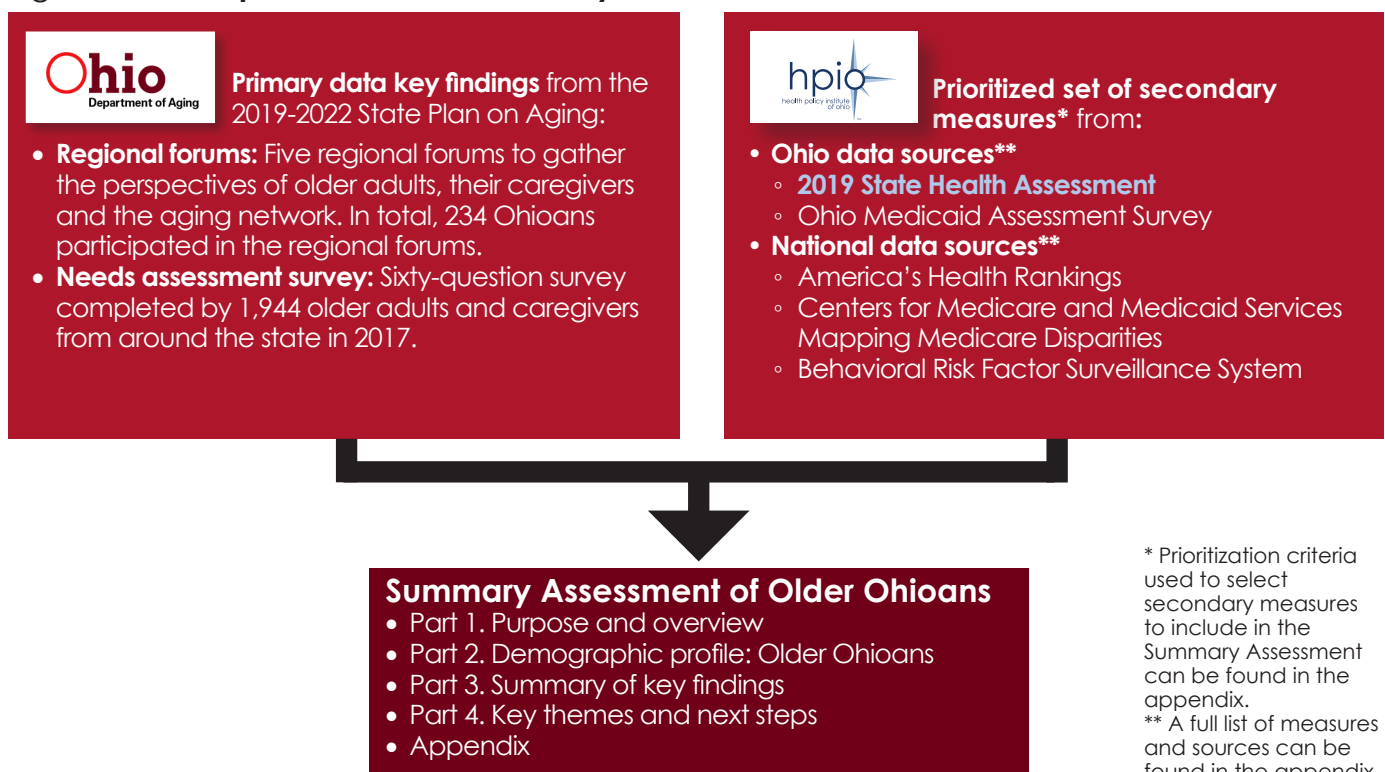 Ohio
Department of Aging
Primary data key findings from the
2019-2022 State Plan on Aging:
• Regional forums: Five regional forums to gather
the perspectives of older adults, their caregivers
and the aging network. In total, 234 Ohioans
participated in the regional forums.
• Needs assessment survey: Sixty-question survey
completed by 1,944 older adults and caregivers
from around the state in 2017.
hpio
health policy institute
of ohio
Prioritized set of secondary
measures* from:
• Ohio data sources**
◦ 2019 State Health Assessment
◦ Ohio Medicaid Assessment Survey
• National data sources**
◦ America's Health Rankings
◦ Centers for Medicare and Medicaid Services
Mapping Medicare Disparities
◦ Behavioral Risk Factor Surveillance System
Summary Assessment of Older Ohioans
• Part 1. Purpose and overview
• Part 2. Demographic profile: Older Ohioans
• Part 3. Summary of key findings
• Part 4. Key themes and next steps
• Appendix
* Prioritization criteria
used to select
secondary measures
to include in the
Summary Assessment
can be found in the
appendix.
** A full list of measures
and sources can be
found in the appendix